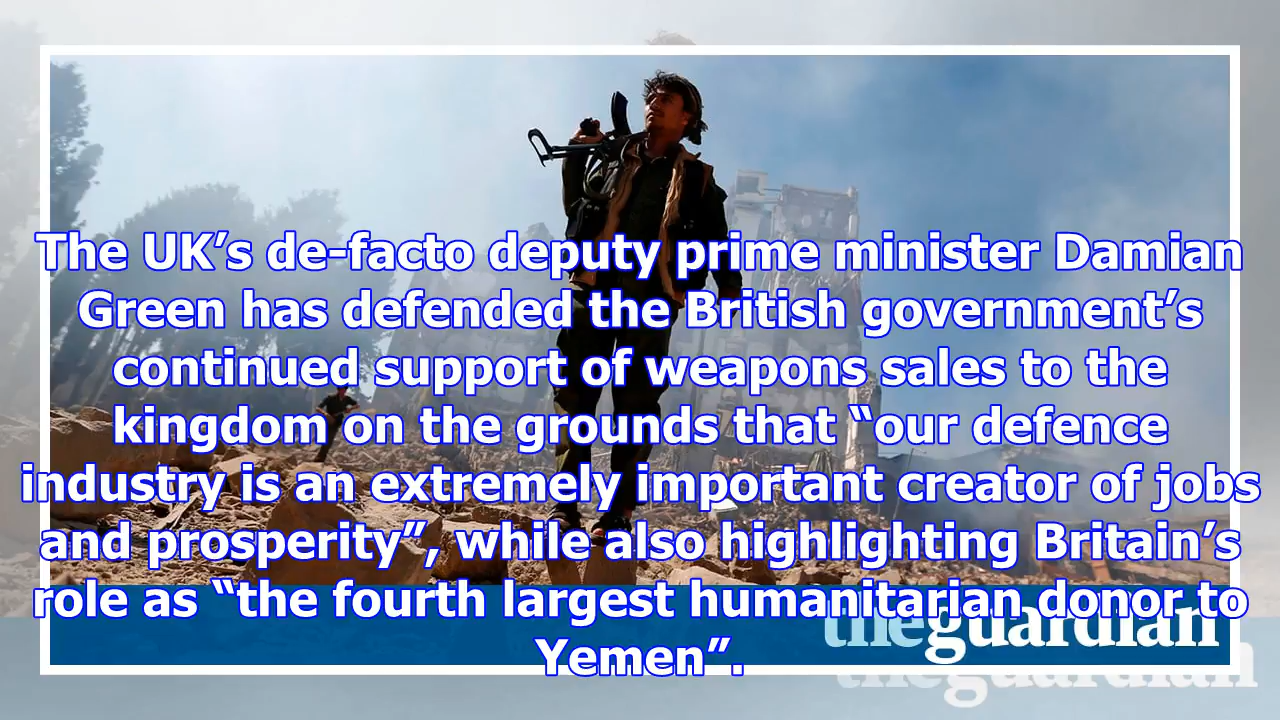 The UK’s de-facto deputy prime minister Damian
Green has defended the British government’s
continued support of weapons sales to the
kingdom on the grounds that “our defence
industry is an extremely important creator of jobs
and prosperity”, while also highlighting Britain’s
role as “the fourth largest humanitarian donor to
Yemen”.
theguardian
theguardian